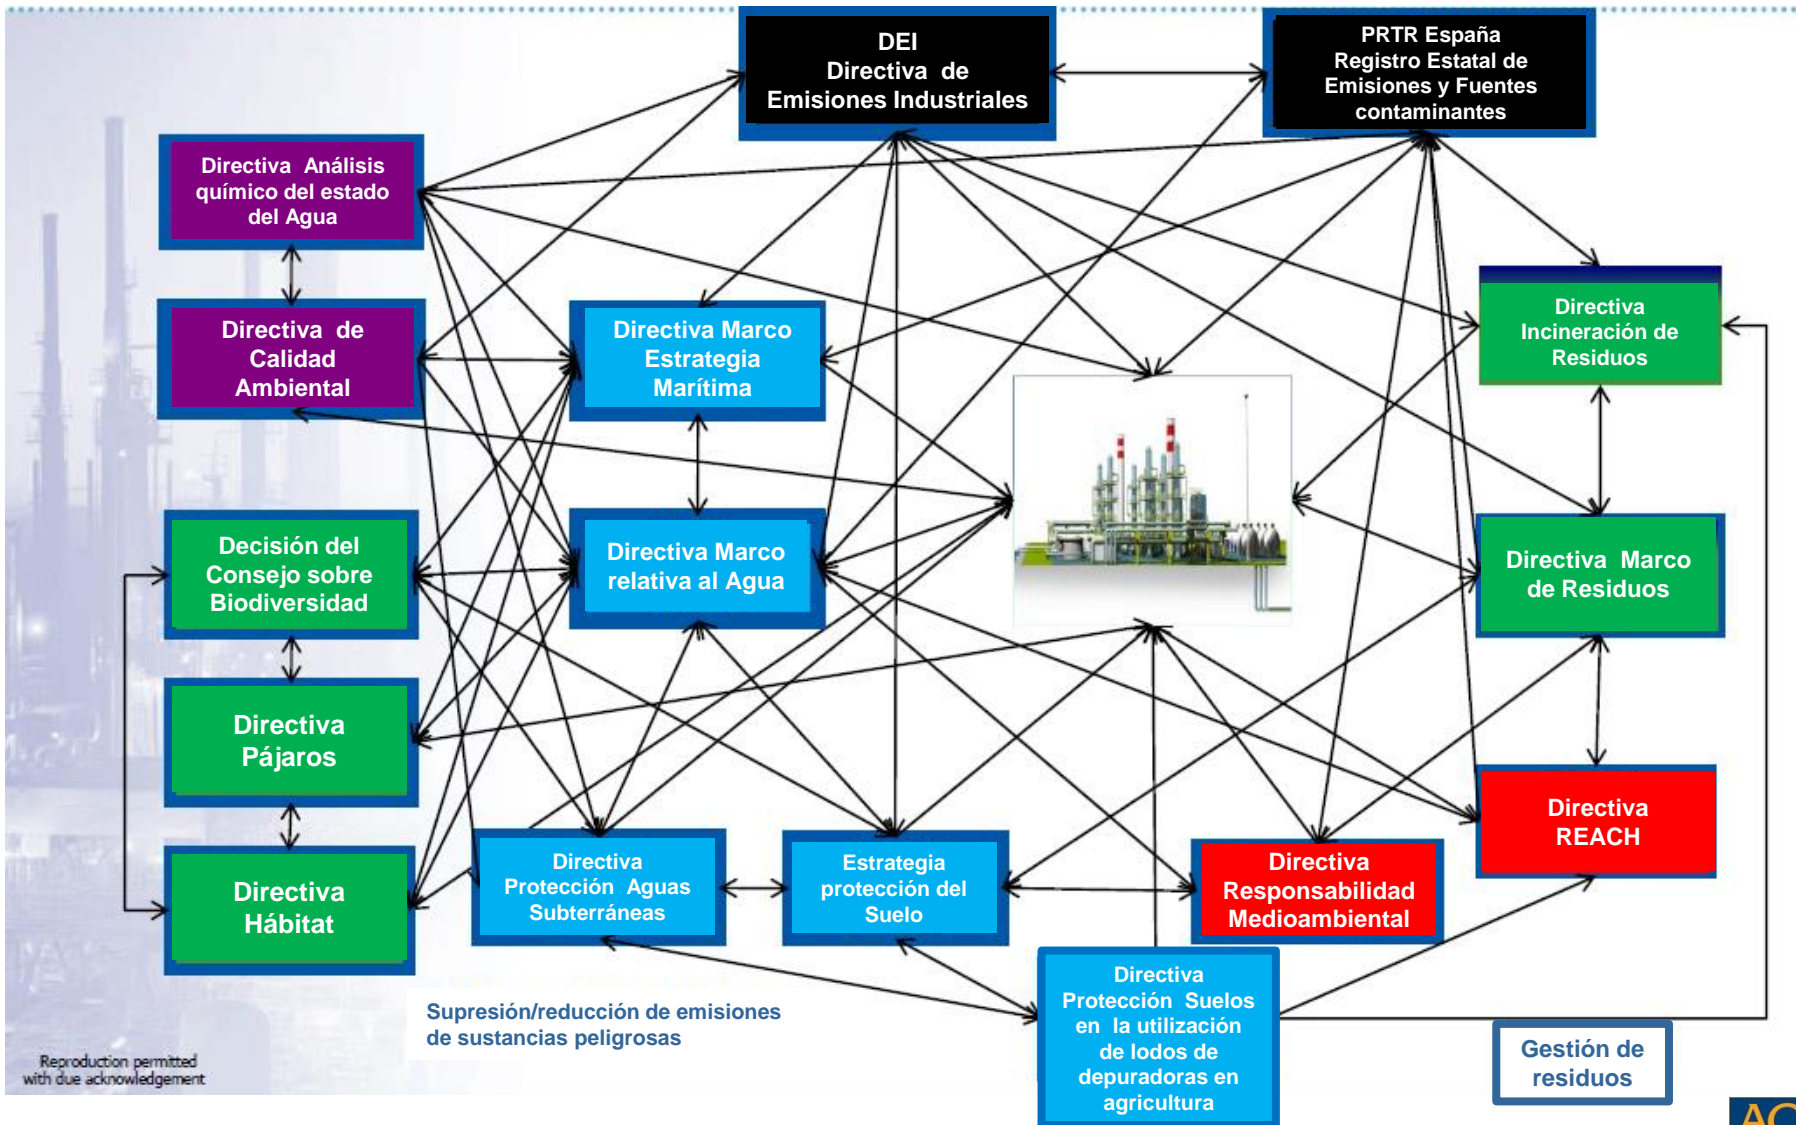 DEI
Directiva de
Emisiones Industriales
PRTR España
Registro Estatal de
Emisiones y Fuentes
contaminantes
Directiva Análisis
químico del estado
del Agua
Directiva de
Calidad
Ambiental
Directiva Marco
Estrategia
Marítima
Directiva
Incineración de
Residuos
Decisión del
Consejo sobre
Biodiversidad
Directiva Marco
relativa al Agua
Directiva Marco
de Residuos
Directiva
Pájaros
Directiva
REACH
Directiva
Hábitat
Directiva
Protección Aguas
Subterráneas
Estrategia
protección del
Suelo
Directiva
Responsabilidad
Medioambiental
Directiva
Protección Suelos
en la utilización
de lodos de
depuradoras en
agricultura
Supresión/reducción de emisiones
de sustancias peligrosas
Gestión de
residuos
Reproduction permitted
with due acknowledgement
AC